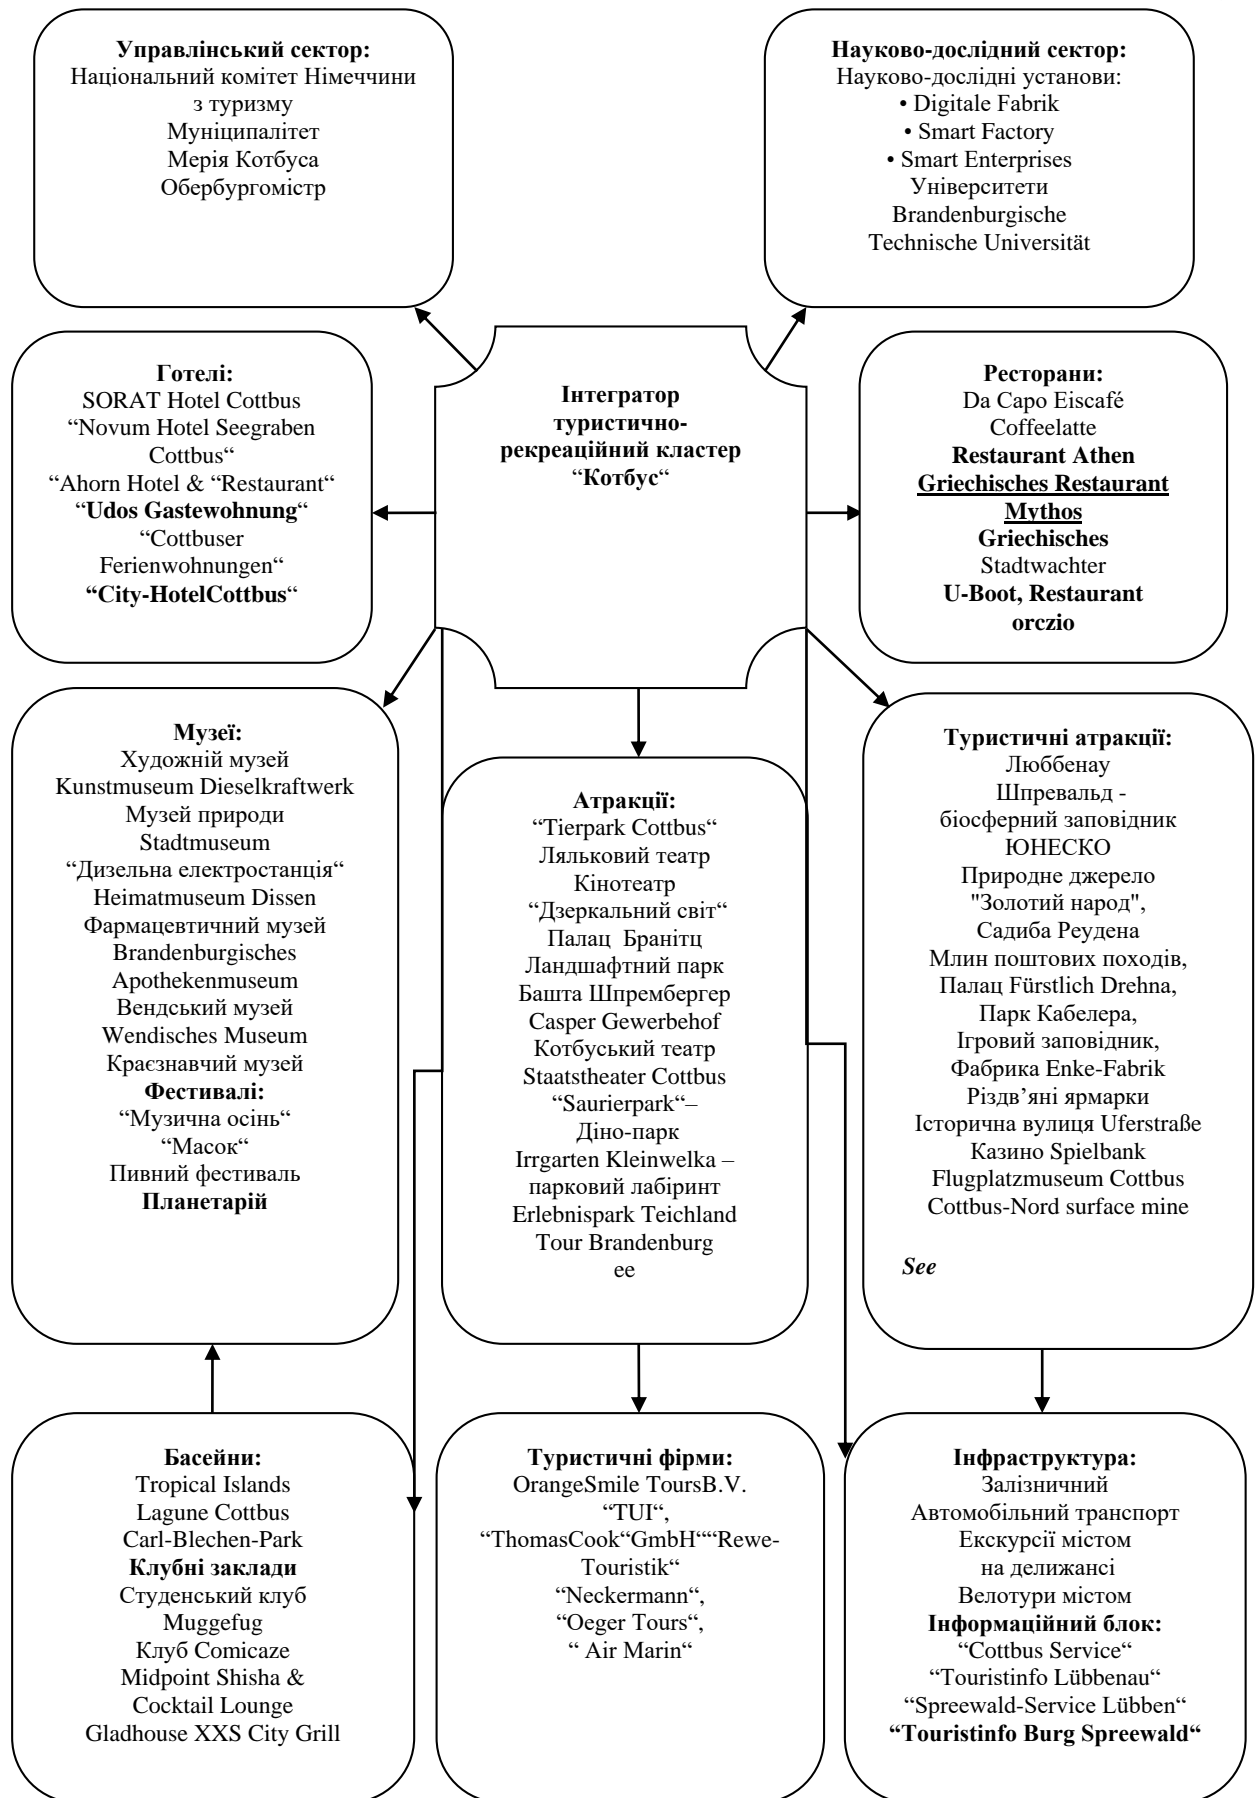 Управлінський сектор:
Національний комітет Німеччини
з туризму
Муніципалітет
Мерія Котбуса
Обербургомістр
Науково-дослідний сектор:
Науково-дослідні установи:
• Digitale Fabrik
• Smart Factory
• Smart Enterprises
Університети
Brandenburgische
Technische Universität
Готелі:
SORAT Hotel Cottbus
“Novum Hotel Seegraben
Cottbus“
“Ahorn Hotel & “Restaurant“
“Udos Gastewohnung“
“Cottbuser
Ferienwohnungen“
“City-HotelCottbus“
Інтегратор
туристично-
рекреаційний кластер
“Котбус“
Ресторани:
Da Capo Eiscafé
Coffeelatte
Restaurant Athen
Griechisches Restaurant
Mythos
Griechisches
Stadtwachter
U-Boot, Restaurant
orczio
Музеї:
Художній музей
Kunstmuseum Dieselkraftwerk
Музей природи
Stadtmuseum
“Дизельна електростанція“
Heimatmuseum Dissen
Фармацевтичний музей
Brandenburgisches
Apothekenmuseum
Вендський музей
Wendisches Museum
Краєзнавчий музей
Фестивалі:
“Музична осінь“
“Масок“
Пивний фестиваль
Планетарій
Атракції:
“Tierpark Cottbus“
Ляльковий театр
Кінотеатр
“Дзеркальний світ“
Палац Бранітц
Ландшафтний парк
Башта Шпрембергер
Casper Gewerbehof
Котбуський театр
Staatstheater Cottbus
“Saurierpark“–
Діно-парк
Irrgarten Kleinwelka –
парковий лабіринт
Erlebnispark Teichland
Tour Brandenburg
ee
Туристичні атракції:
Люббенау
Шпревальд -
біосферний заповідник
ЮНЕСКО
Природне джерело
"Золотий народ",
Садиба Реудена
Млин поштових походів,
Палац Fürstlich Drehna,
Парк Кабелера,
Ігровий заповідник,
Фабрика Enke-Fabrik
Різдв’яні ярмарки
Історична вулиця Uferstraße
Казино Spielbank
Flugplatzmuseum Cottbus
Cottbus-Nord surface mine
See
Басейни:
Tropical Islands
Lagune Cottbus
Carl-Blechen-Park
Клубні заклади
Студенський клуб
Muggefug
Клуб Comicaze
Midpoint Shisha &
Cocktail Lounge
Gladhouse XXS City Grill
Туристичні фірми:
OrangeSmile ToursB.V.
“TUI“,
“ThomasCook“GmbH““Rewe-
Touristik“
“Neckermann“,
“Oeger Tours“,
“ Air Marin“
Інфраструктура:
Залізничний
Автомобільний транспорт
Екскурсії містом
на делижансі
Велотури містом
Інформаційний блок:
“Cottbus Service“
“Touristinfo Lübbenau“
“Spreewald-Service Lübben“
“Touristinfo Burg Spreewald“